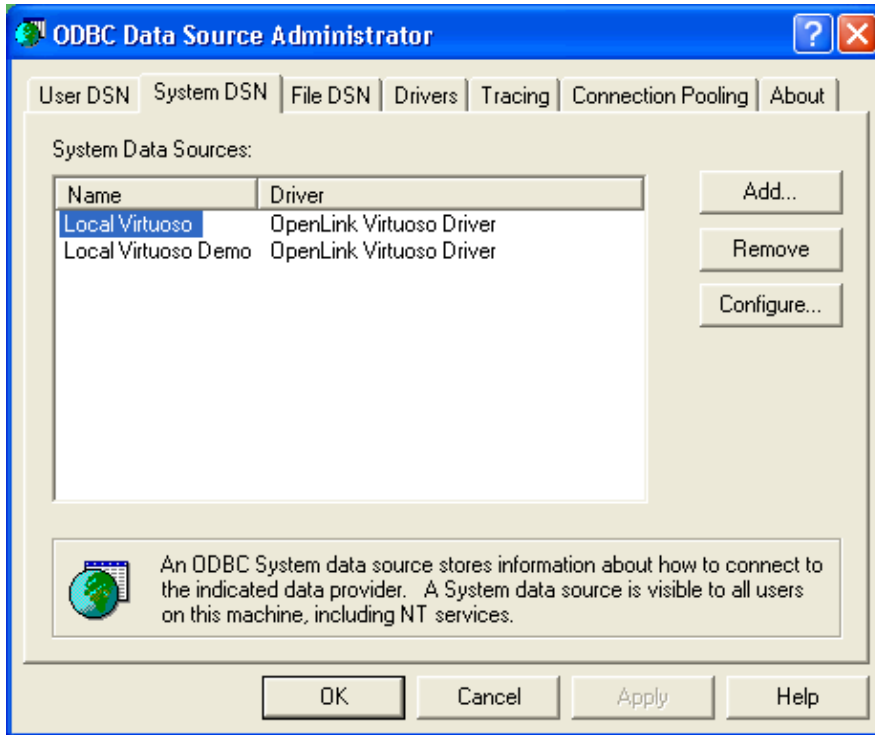 ODBC Data Source Administrator
?
User DSN System DSN File DSN Drivers Tracing Connection Pooling About
System Data Sources:
Name Driver
Local Virtuoso OpenLink Virtuoso Driver
Local Virtuoso Demo OpenLink Virtuoso Driver
Add...
Remove
Configure...
An ODBC System data source stores information about how to connect to
the indicated data provider. A System data source is visible to all users
on this machine, including NT services.
OK Cancel Apply Help